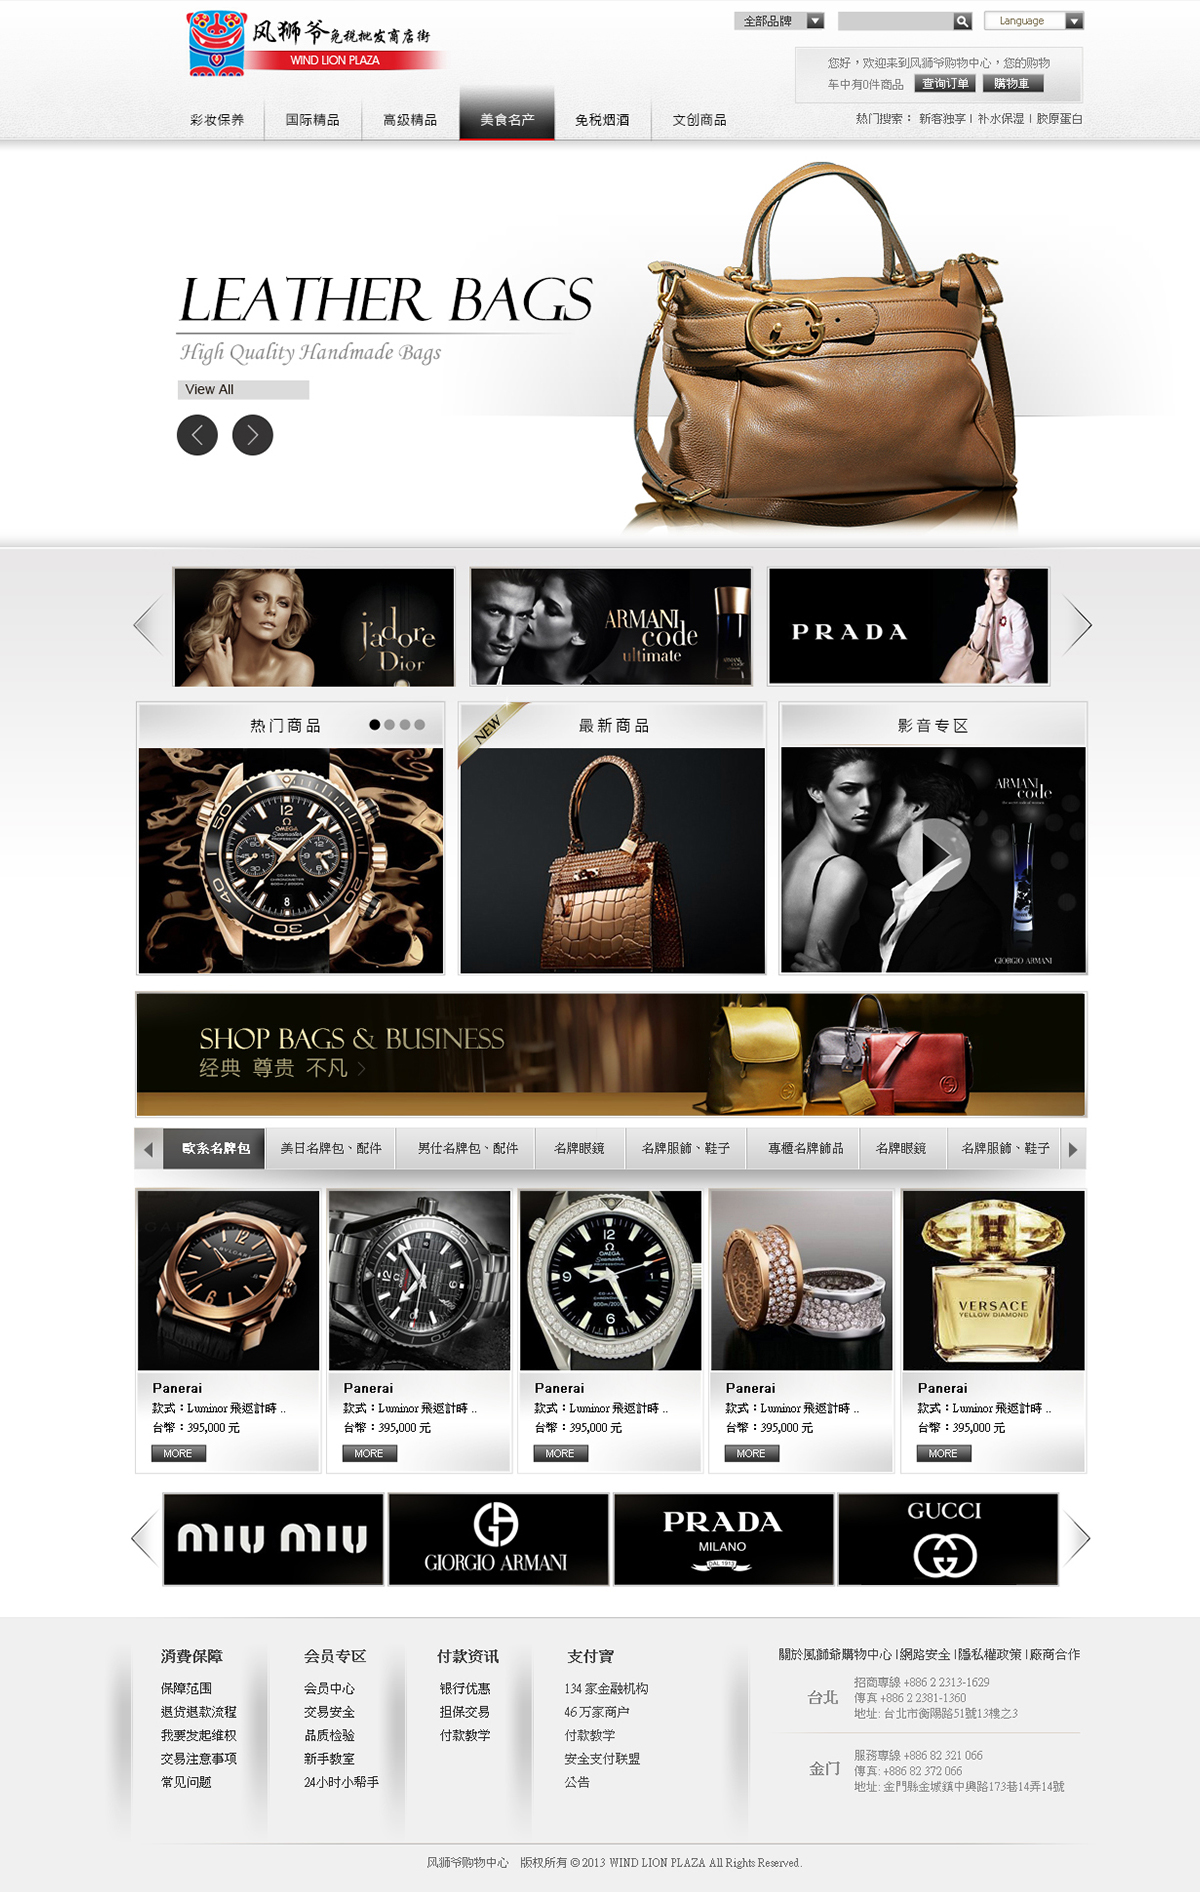 风狮爷免税批发商店街
WIND LION PLAZA
全部品牌
Language
您好，欢迎来到风狮爷购物中心，您的购物
车中有0件商品 查询订单 購物車
彩妆保养 国际精品 高级精品 美食名产 免税烟酒 文创商品
热门搜索： 新客独享 | 补水保湿 | 胶原蛋白
LEATHER BAGS
High Quality Handmade Bags
View All
j'adore
Dior
ARMANI
code
ultimate
PRADA
热门商品
NEW
最新商品
影音专区
OMEGA
Seamaster
ARMANI
code
GIORGIO ARMANI
SHOP BAGS & BUSINESS
经典 尊贵 不凡
歐系名牌包 美日名牌包、配件 男仕名牌包、配件 名牌眼鏡 名牌服飾、鞋子 專櫃名牌飾品 名牌眼鏡 名牌服飾、鞋子
BVLGARI
OMEGA
Seamaster
VERSACE
YELLOW DIAMOND
Panerai Panerai Panerai Panerai Panerai
款式：Luminor 飛返計時 .. 款式：Luminor 飛返計時 .. 款式：Luminor 飛返計時 .. 款式：Luminor 飛返計時 .. 款式：Luminor 飛返計時 ..
台幣：395,000 元 台幣：395,000 元 台幣：395,000 元 台幣：395,000 元 台幣：395,000 元
MORE MORE MORE MORE MORE
miu miu
GIORGIO ARMANI
PRADA
MILANO
DAL 1913
GUCCI
消費保障
保障范围
退货退款流程
我要发起维权
交易注意事项
常见问题
会员专区
会员中心
交易安全
品质检验
新手教室
24小时小帮手
付款资讯
银行优惠
担保交易
付款教学
支付寶
134 家金融机构
46 万家商户
付款教学
安全支付联盟
公告
關於風獅爺購物中心 |網路安全 |隱私權政策 |廠商合作
台北
招商專線 +886 2 2313-1629
傳真 +886 2 2381-1360
地址: 台北市衡陽路51號13樓之3
金门
服務專線 +886 82 321 066
傳真: +886 82 372 066
地址: 金門縣金城鎮中興路173巷14弄14號
风狮爷购物中心 版权所有 © 2013 WIND LION PLAZA All Rights Reserved.